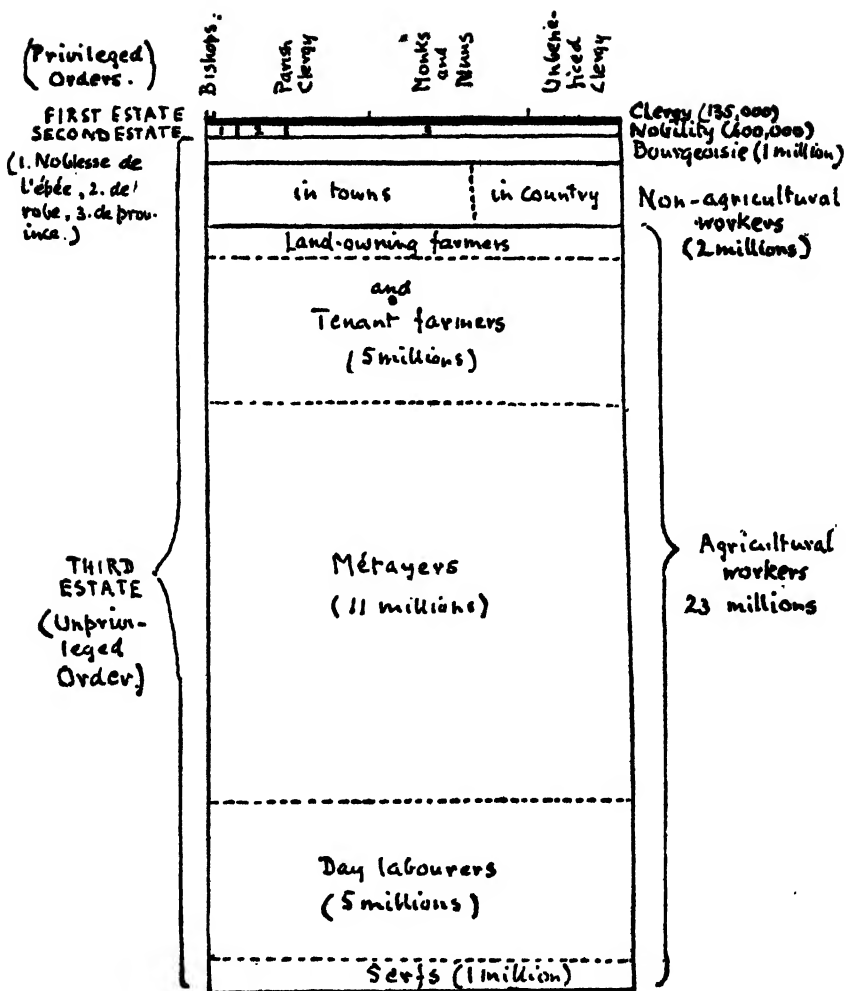 (Privileged
Orders.)
Bishops.
Parish
Clergy
Monks
and
Nuns
Unbene-
ficed
Clergy
FIRST ESTATE
SECOND ESTATE
(1. Noblesse de
l'épée, 2. de
robe, 3. de prov-
ince.)
1
2
3
Clergy (135,000)
Nobility (400,000)
Bourgeoisie (1 million)
in towns
in country
Non-agricultural
workers
(2 millions)
Land-owning farmers
and
Tenant farmers
(5 millions)
Métayers
(11 millions)
THIRD
ESTATE
(Unpriv-
leged
Order.)
Agricultural
workers
23 millions
Day labourers
(5 millions)
Serfs (1 million)